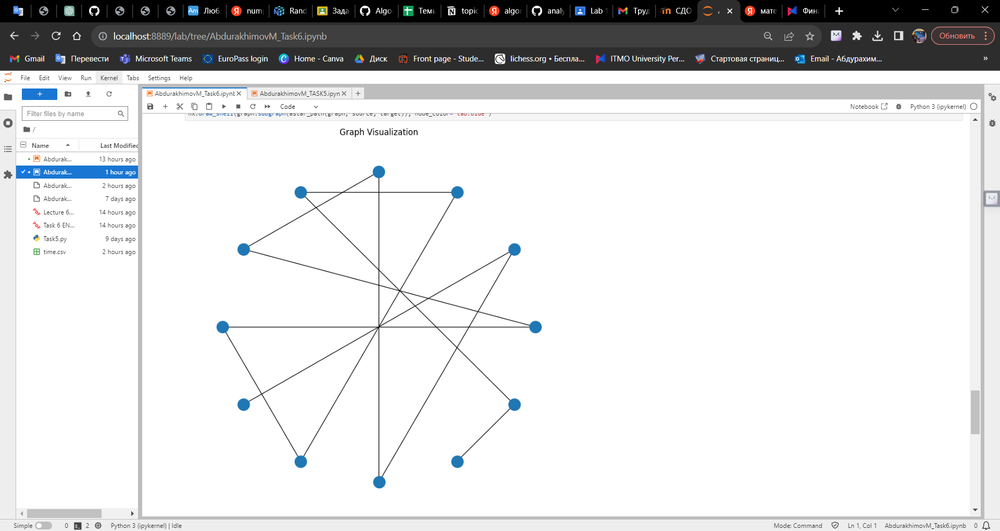 Люб
num
Rand
Зада
Algo
Темь
topic
algor
analy
Lab 1
Труд
СДО
мате
Фина
localhost:8889/lab/tree/AbdurakhimovM_Task6.ipynb
Обновить
Gmail Перевести Microsoft Teams EuroPass login Home - Canva Диск Front page - Stude... lichess.org • Беспла... ITMO University Per... Стартовая страниц... Email - Абдурахим... »
File Edit View Run Kernel Tabs Settings Help
AbdurakhimovM_Task6.ipynb AbdurakhimovM_TASK5.ipyn
Filter files by name
Code
Notebook Python 3 (ipykernel)
nx.draw_shell(graph.subgraph(astar_path(graph, source, target)), node_color='tab:blue')
/
Name Last Modified
Abdurak... 13 hours ago
Abdurak... 1 hour ago
Abdurak... 2 hours ago
Abdurak... 7 days ago
Lecture 6... 14 hours ago
Task 6 EN... 14 hours ago
Task5.py 9 days ago
time.csv 2 hours ago
Graph Visualization
Simple 0 2 Python 3 (ipykernel) | Idle
Mode: Command Ln 1, Col 1 AbdurakhimovM_Task6.ipynb 0